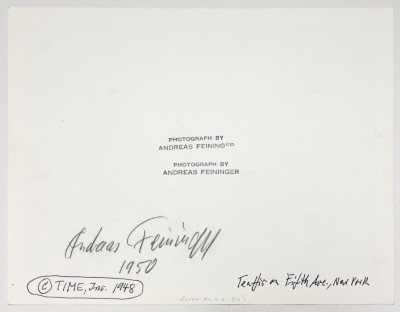 PHOTOGRAPH BY
ANDREAS FEINING
PHOTOGRAPH BY
ANDREAS FEININGER
Andreas Feininger
1950
© TIME, Inc. 1948
Traffic on Fifth Ave., New York